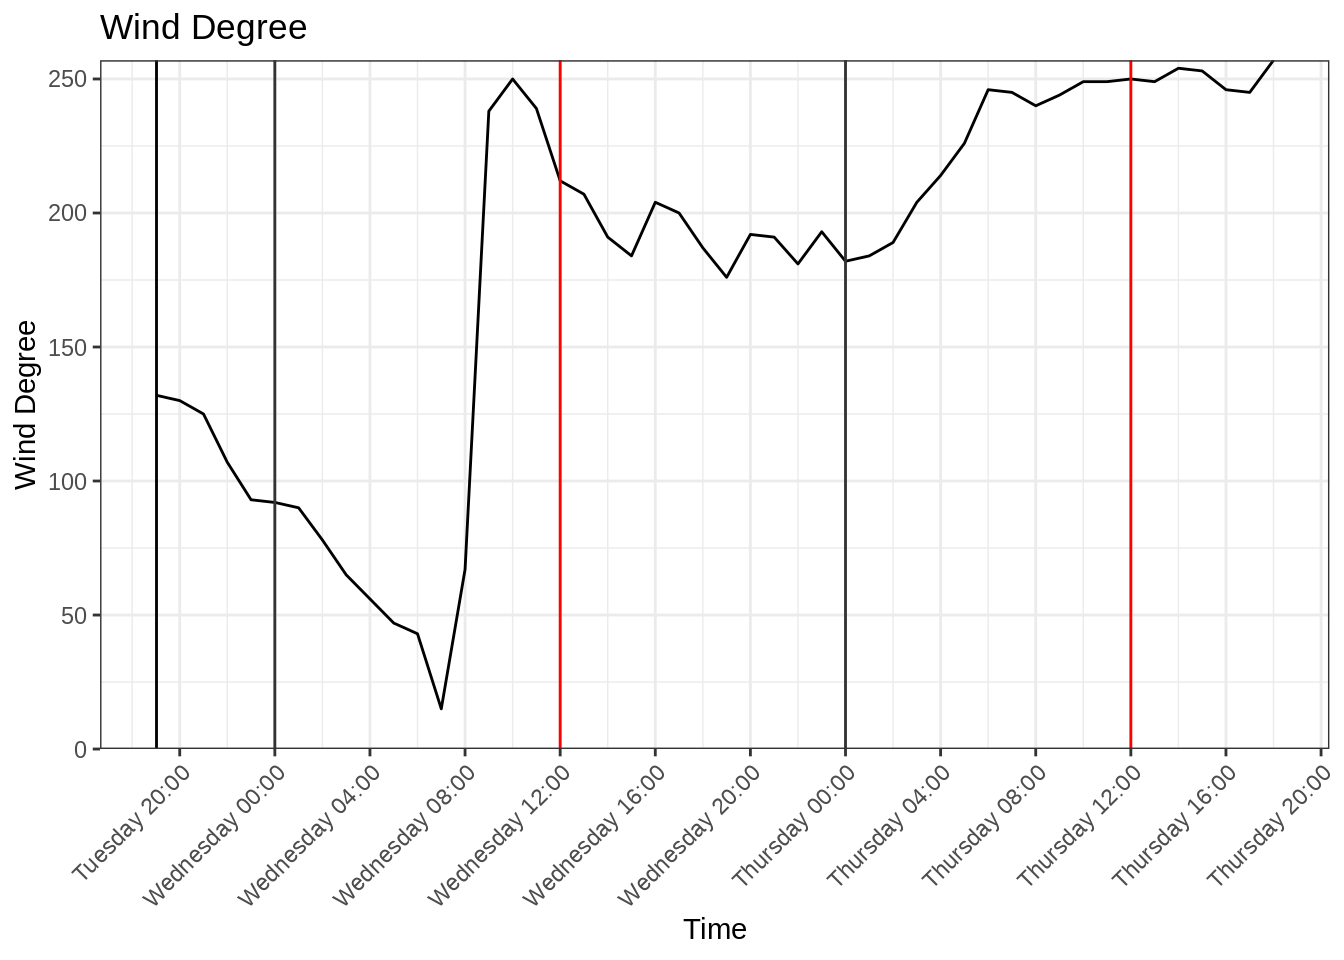 Wind Degree
Wind Degree
250
200
150
100
50
0
Tuesday 20:00
Wednesday 00:00
Wednesday 04:00
Wednesday 08:00
Wednesday 12:00
Wednesday 16:00
Wednesday 20:00
Thursday 00:00
Thursday 04:00
Thursday 08:00
Thursday 12:00
Thursday 16:00
Thursday 20:00
Time